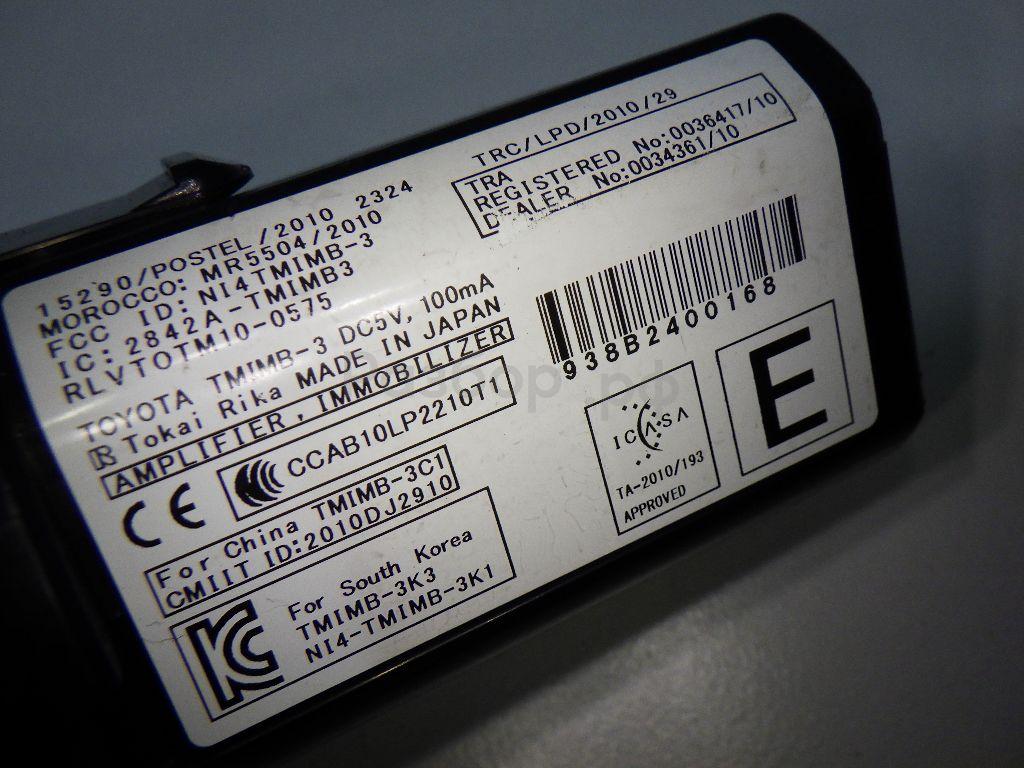 15290/POSTEL/2010 2324
MOROCCO: MR5504/2010
FCC ID: NI4TMIMB-3
IC: 2842A-TMIMB3
RLVTOTM10-0575
TRC/LPD/2010/29
TRA
REGISTERED No:0036417/10
DEALER No:0034361/10
TOYOTA TMIMB-3 DC5V, 100mA
Tokai Rika MADE IN JAPAN
AMPLIFIER, IMMOBILIZER
938B2400168
CE
CCAB10LP2210T1
For China TMIMB-3C1
CMIIT ID:2010DJ2910
For South Korea
TMIMB-3K3
NI4-TMIMB-3K1
ICASA
TA-2010/193
APPROVED
E
.рф